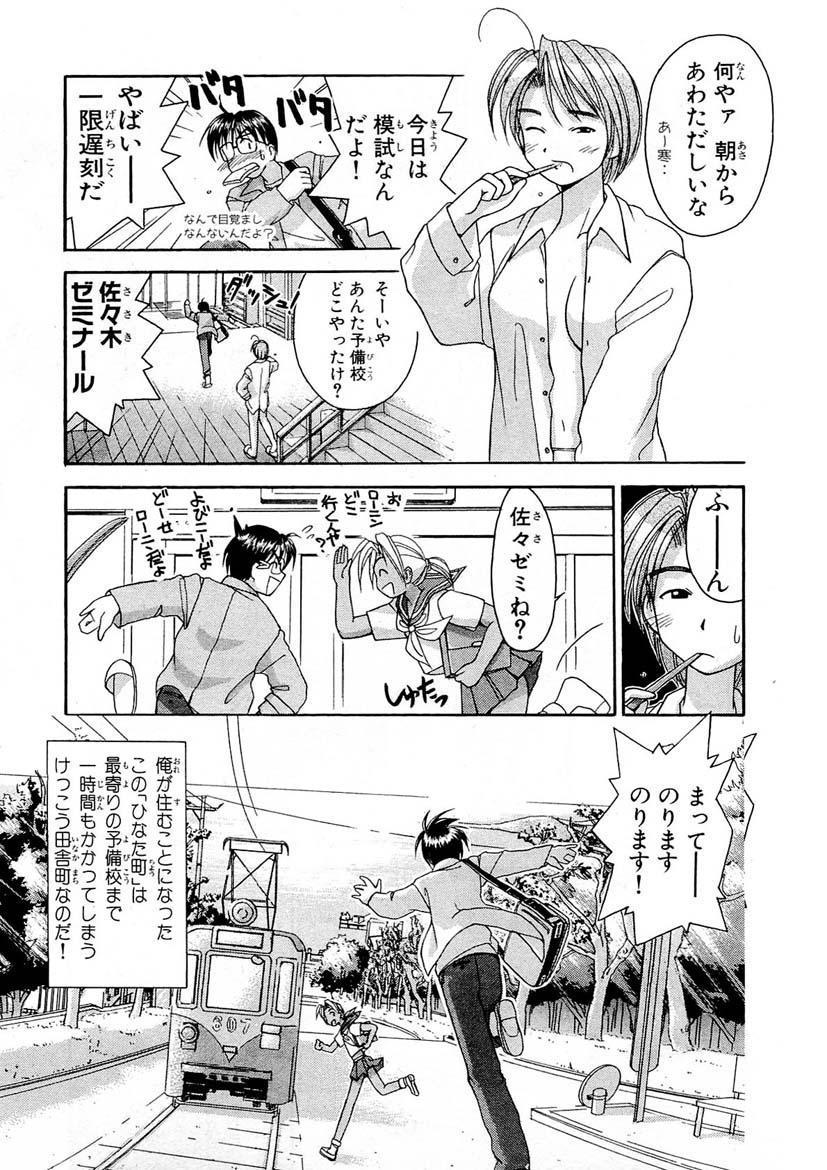 何やァ 朝から
あわただしいな
あー寒‥
今日は
模試なん
だよ!
バタ
バタ
やばいー
一限遅刻だ
なんで目覚まし
なんないんだよ?
そーいや
あんた予備校
どこやったけ?
ダッシュ!
佐々木
ゼミナール
ふーん
佐々ゼミね?
お
ローニン
どこ
行くんや
?
よびこーだよ
どーせ
ローニンだよ
しゅたっ
まってー
のります
のります!
俺が住むことになった
この「ひなた町」は
最寄りの予備校まで
一時間もかかってしまう
けっこう田舎町なのだ!
307